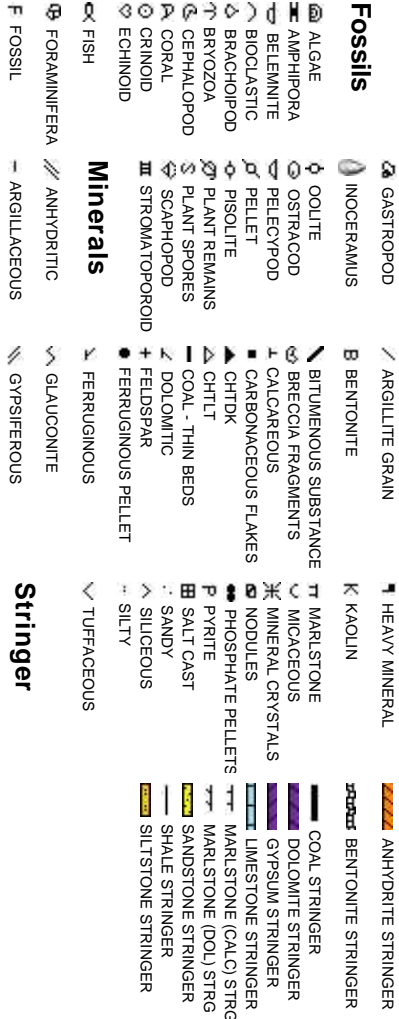 Fossils
ALGAE
AMPHIPORA
BELEMNITE
BIOCLASTIC
BRACHIOPOD
BRYOZOA
CEPHALOPOD
CORAL
CRINOID
ECHINOID
FISH
FORAMINIFERA
F FOSSIL
GASTROPOD
INOCERAMUS
OOLITE
OSTRACOD
PELECYPOD
PELLET
PISOLITE
PLANT REMAINS
PLANT SPORES
SCAPHOPOD
STROMATOPOROID
Minerals
ANHYDRITIC
ARGILLACEOUS
ARGILLITE GRAIN
B BENTONITE
BITUMENOUS SUBSTANCE
BRECCIA FRAGMENTS
CALCAREOUS
CARBONACEOUS FLAKES
CHTDK
CHTLT
COAL - THIN BEDS
DOLOMITIC
FELDSPAR
FERRUGINOUS PELLET
FERRUGINOUS
GLAUCONITE
GYPSIFEROUS
HEAVY MINERAL
K KAOLIN
MARLSTONE
MICACEOUS
MINERAL CRYSTALS
NODULES
PHOSPHATE PELLETS
P PYRITE
SALT CAST
SANDY
SILICEOUS
SILTY
TUFFACEOUS
Stringer
ANHYDRITE STRINGER
BENTONITE STRINGER
COAL STRINGER
DOLOMITE STRINGER
GYPSUM STRINGER
LIMESTONE STRINGER
MARLSTONE (CALC) STRG
MARLSTONE (DOL) STRG
SANDSTONE STRINGER
SHALE STRINGER
SILTSTONE STRINGER